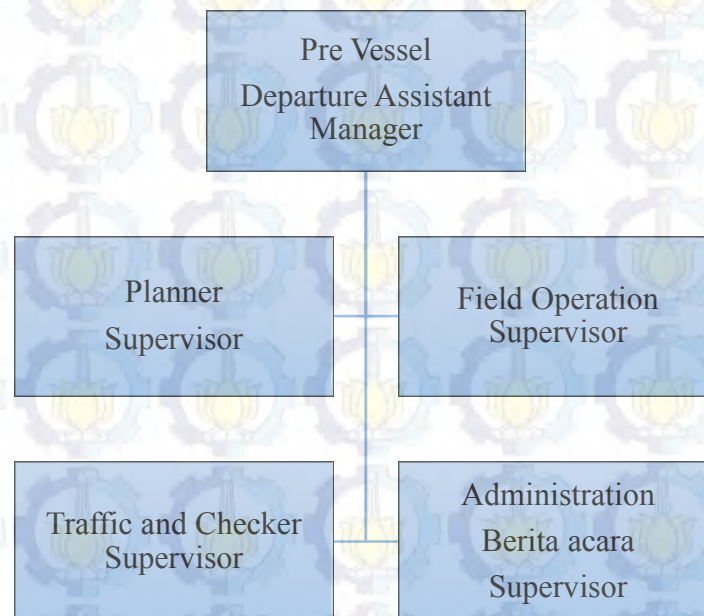 Pre Vessel
Departure Assistant
Manager
Planner
Supervisor
Field Operation
Supervisor
Traffic and Checker
Supervisor
Administration
Berita acara
Supervisor